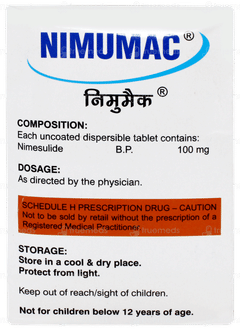 NIMUMAC®
निमुमैक®
COMPOSITION:
Each uncoated dispersible tablet contains:
Nimesulide B.P. 100 mg
DOSAGE:
As directed by the physician.
SCHEDULE H PRESCRIPTION DRUG – CAUTION
Not to be sold by retail without the prescription of a
Registered Medical Practitioner.
STORAGE:
Store in a cool & dry place.
Protect from light.
Keep out of reach/sight of children.
Not for children below 12 years of age.